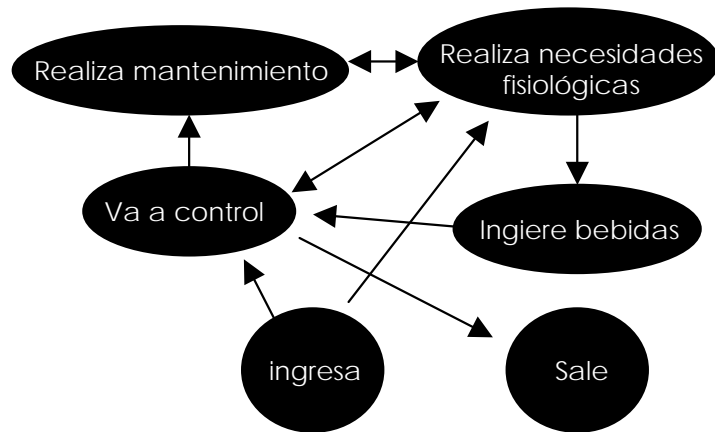 Realiza mantenimiento
Realiza necesidades
fisiológicas
Va a control
Ingiere bebidas
ingresa
Sale